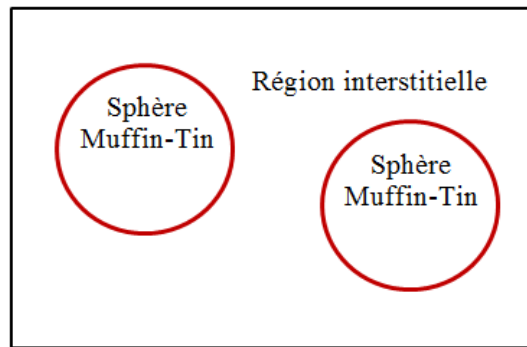 Sphère
Muffin-Tin
Région interstitielle
Sphère
Muffin-Tin